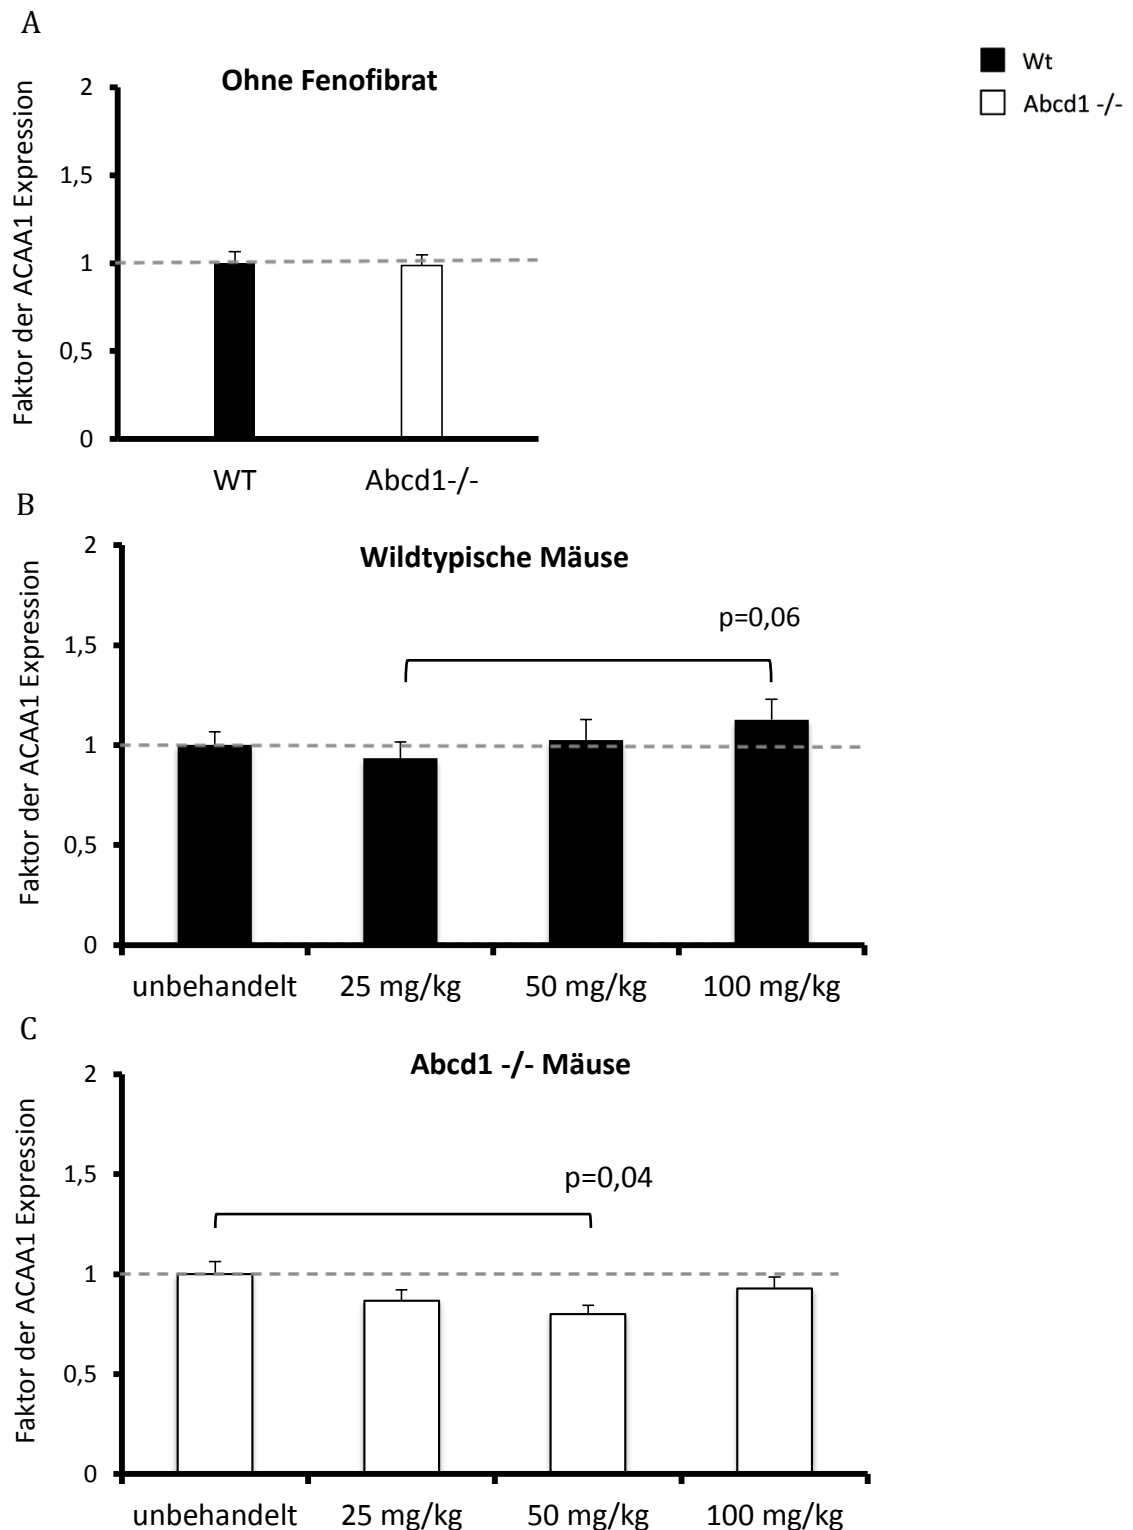 A
Ohne Fenofibrat
Wt
Abcd1 -/-
Faktor der ACAA1 Expression
2
1,5
1
0,5
0
WT Abcd1-/-
B
Wildtypische Mäuse
Faktor der ACAA1 Expression
2
1,5
1
0,5
0
p=0,06
unbehandelt 25 mg/kg 50 mg/kg 100 mg/kg
C
Abcd1 -/- Mäuse
Faktor der ACAA1 Expression
2
1,5
1
0,5
0
p=0,04
unbehandelt 25 mg/kg 50 mg/kg 100 mg/kg